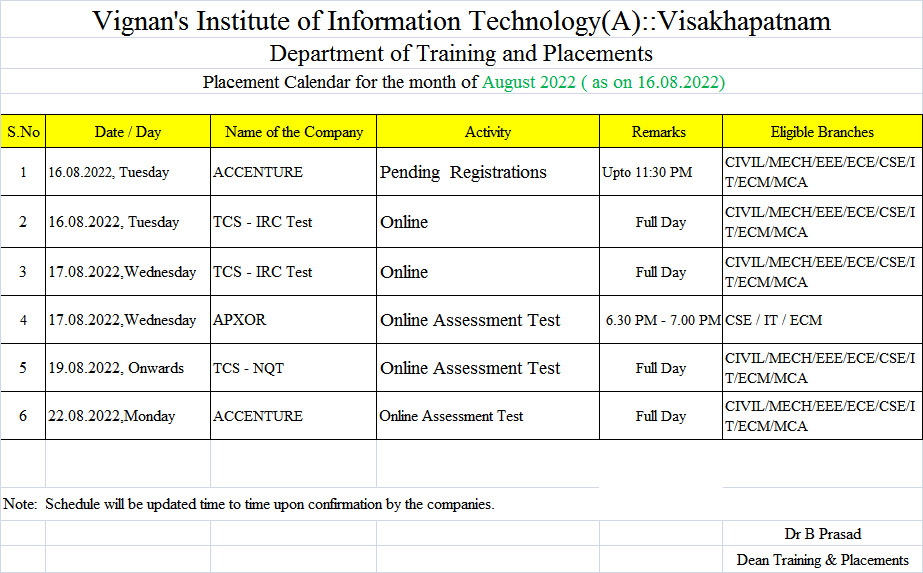 Vignan's Institute of Information Technology(A)::Visakhapatnam
Department of Training and Placements
Placement Calendar for the month of August 2022 ( as on 16.08.2022)
S.No Date / Day Name of the Company Activity Remarks Eligible Branches
1 16.08.2022, Tuesday ACCENTURE Pending  Registrations Upto 11:30 PM CIVIL/MECH/EEE/ECE/CSE/I
T/ECM/MCA
2 16.08.2022, Tuesday TCS - IRC Test Online Full Day CIVIL/MECH/EEE/ECE/CSE/I
T/ECM/MCA
3 17.08.2022,Wednesday TCS - IRC Test Online Full Day CIVIL/MECH/EEE/ECE/CSE/I
T/ECM/MCA
4 17.08.2022,Wednesday APXOR Online Assessment Test 6.30 PM - 7.00 PM CSE / IT / ECM
5 19.08.2022, Onwards TCS - NQT Online Assessment Test Full Day CIVIL/MECH/EEE/ECE/CSE/I
T/ECM/MCA
6 22.08.2022,Monday ACCENTURE Online Assessment Test Full Day CIVIL/MECH/EEE/ECE/CSE/I
T/ECM/MCA
Note:  Schedule will be updated time to time upon confirmation by the companies.
Dr B Prasad
Dean Training & Placements